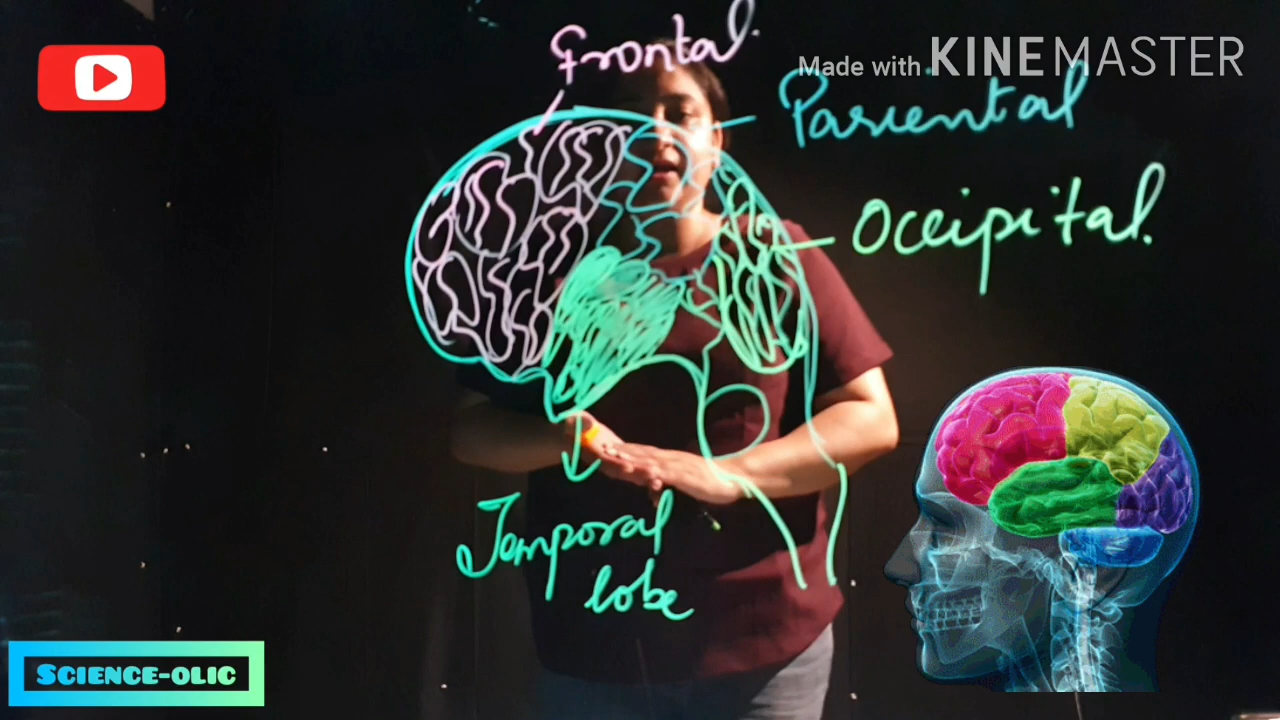 Frontal.
Made with KINEMASTER
Pariental
Occipital.
Temporal
lobe
SCIENCE-OLIC